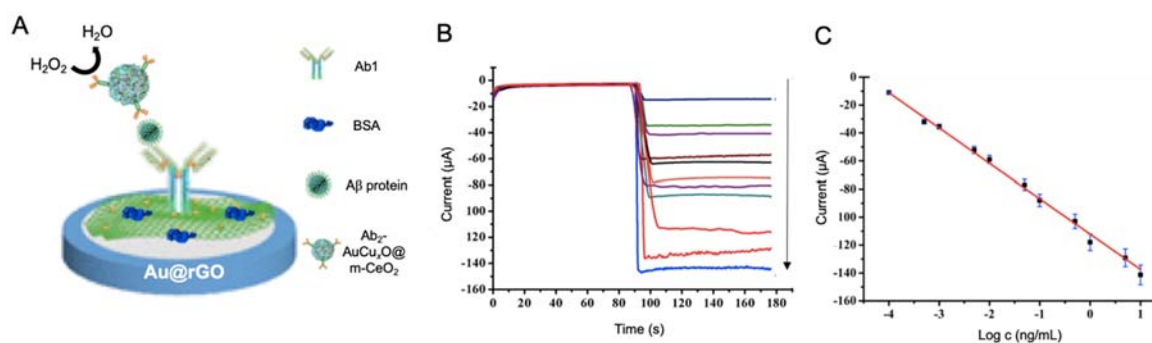 A
H₂O
H₂O₂
Ab1
BSA
Aβ protein
Ab₂-
AuCuₓO@
m-CeO₂
Au@rGO
B
Current (µA)
0
-20
-40
-60
-80
-100
-120
-140
-160
0 20 40 60 80 100 120 140 160 180
Time (s)
C
Current (µA)
0
-20
-40
-60
-80
-100
-120
-140
-160
-4 -3 -2 -1 0 1
Log c (ng/mL)